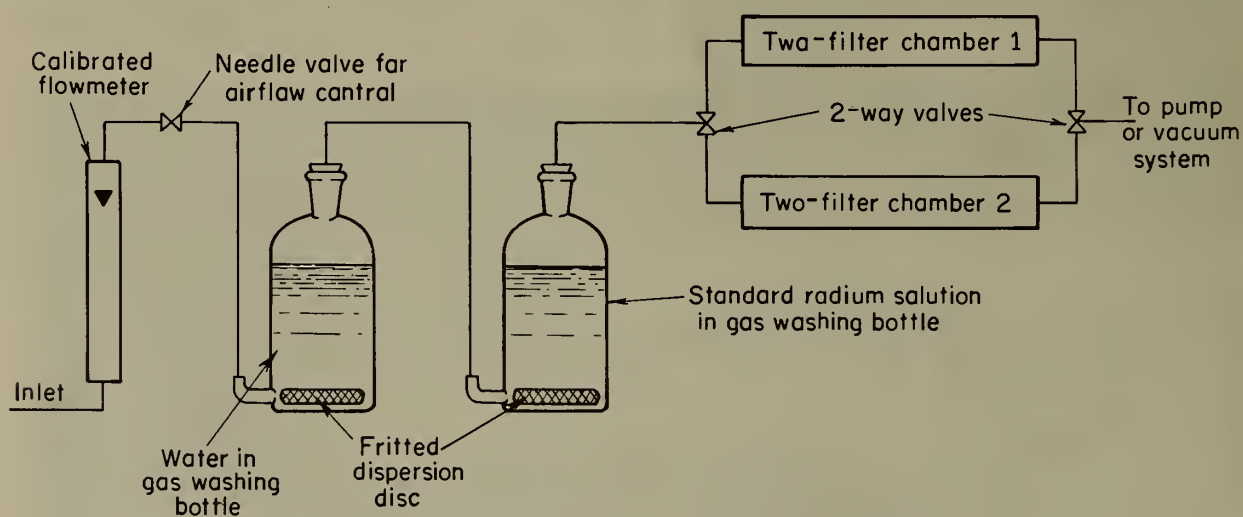 Calibrated
flowmeter
Needle valve far
airflaw cantral
Twa-filter chamber 1
2-way valves
To pump
or vacuum
system
Two-filter chamber 2
Standard radium salution
in gas washing bottle
Inlet
Water in
gas washing
bottle
Fritted
dispersion
disc